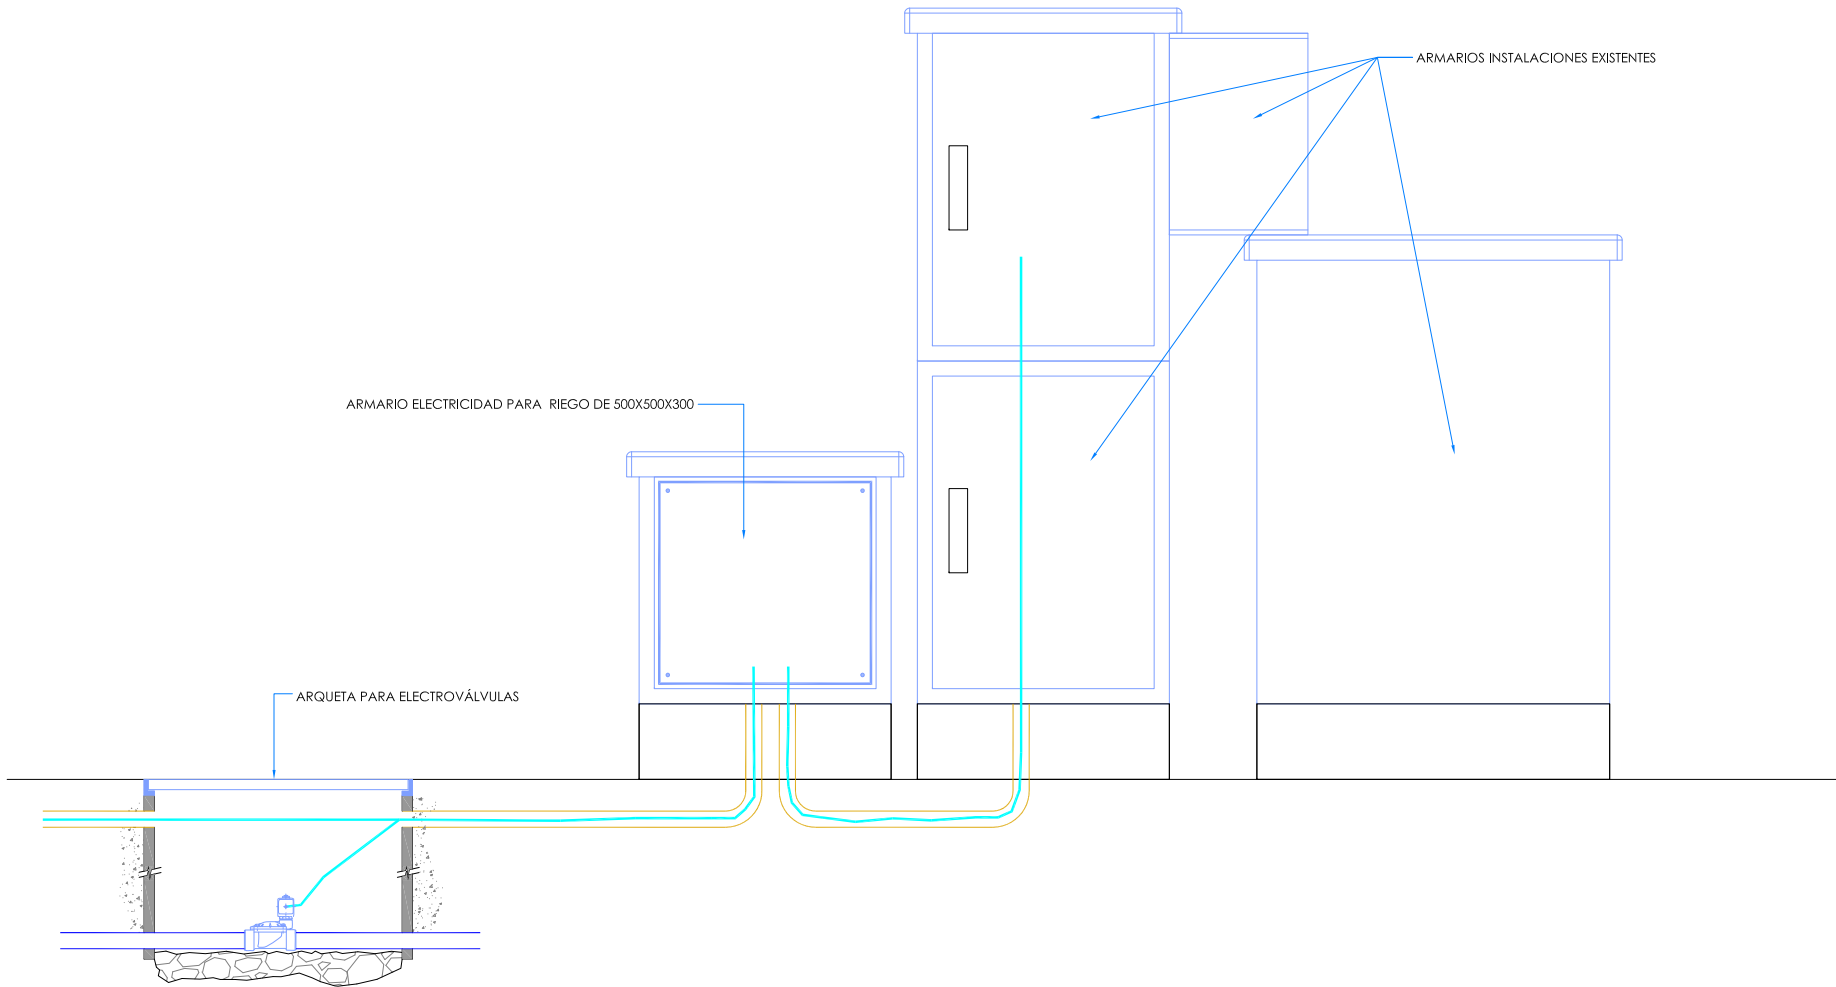 ARMARIOS INSTALACIONES EXISTENTES
ARMARIO ELECTRICIDAD PARA RIEGO DE 500X500X300
ARQUETA PARA ELECTROVÁLVULAS